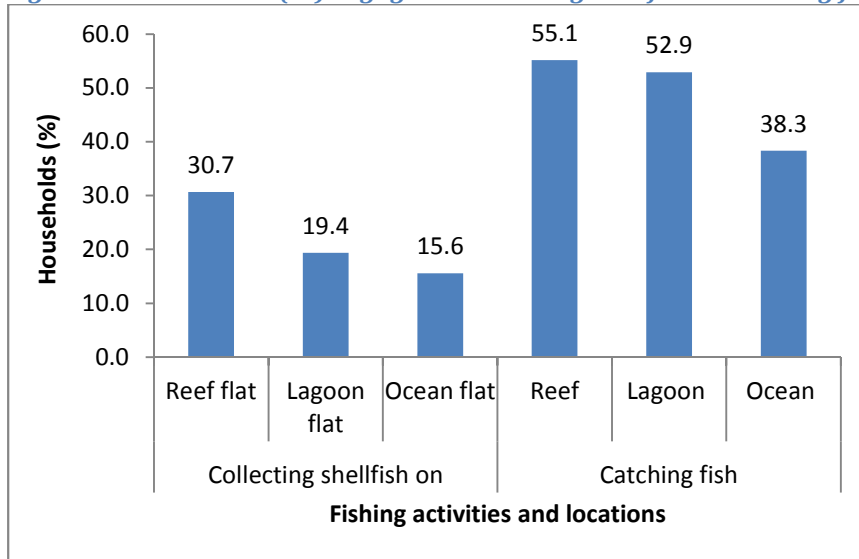 60.0
50.0
40.0
30.0
20.0
10.0
0.0
Households (%)
30.7
19.4
15.6
55.1
52.9
38.3
Reef flat
Lagoon
flat
Ocean flat
Reef
Lagoon
Ocean
Collecting shellfish on
Catching fish
Fishing activities and locations